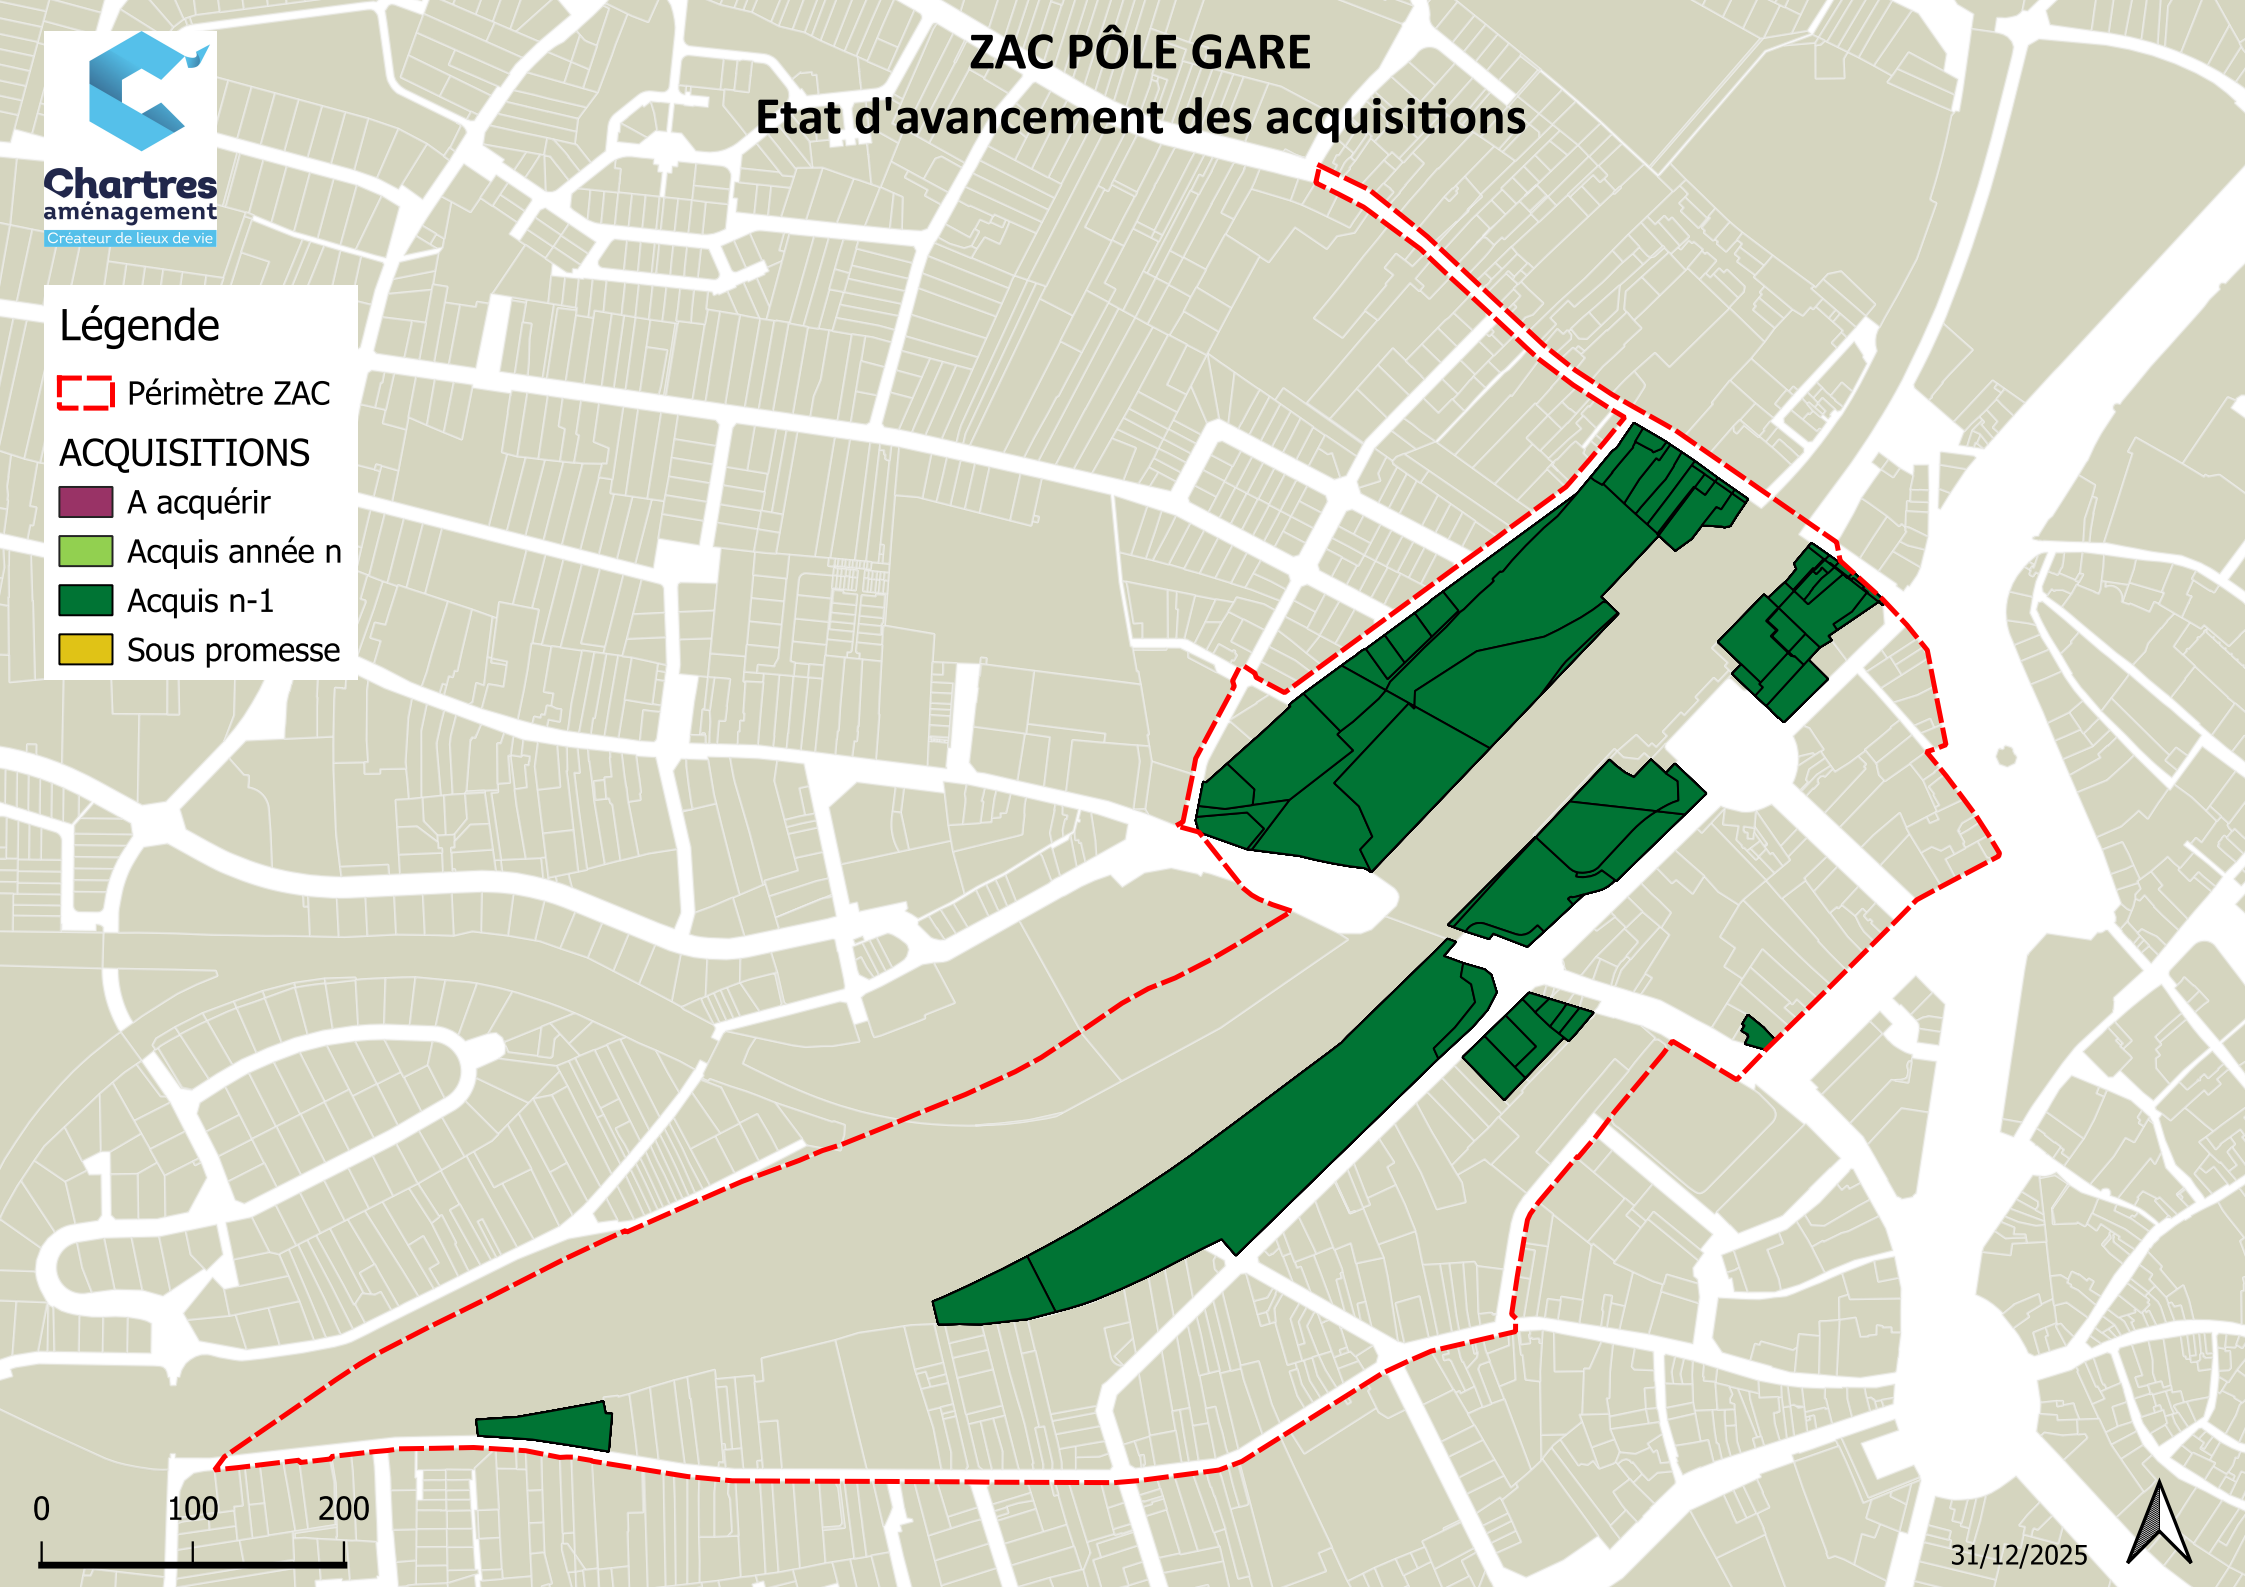 ZAC PÔLE GARE
Etat d'avancement des acquisitions
Chartres
aménagement
Créateur de lieux de vie
Légende
Périmètre ZAC
ACQUISITIONS
A acquérir
Acquis année n
Acquis n-1
Sous promesse
0 100 200
31/12/2025